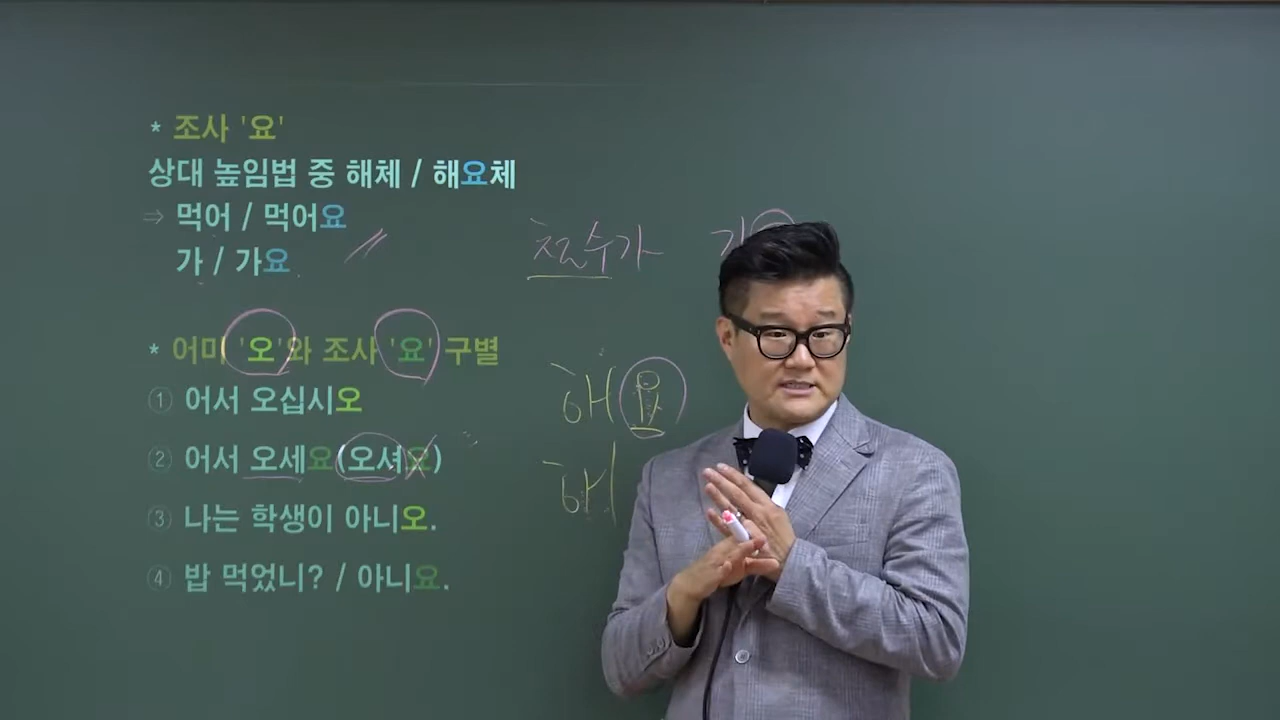 * 조사 '요'
상대 높임법 중 해체 / 해요체
⇒ 먹어 / 먹어요
가 / 가요
철수가
* 어미 '오'와 조사 '요' 구별
① 어서 오십시오
해요
② 어서 오세요(오셔요)
해
③ 나는 학생이 아니오.
④ 밥 먹었니? / 아니요.